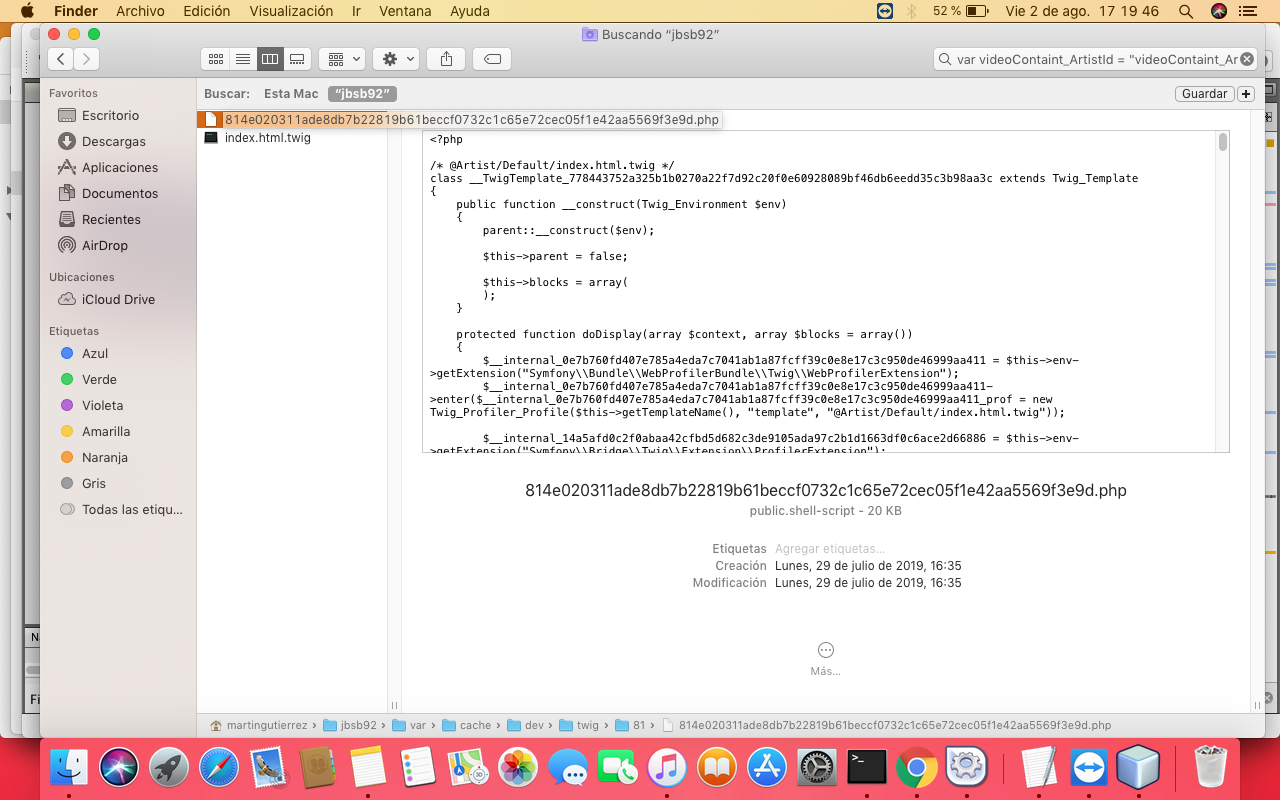 Finder Archivo Edición Visualización Ir Ventana Ayuda 52 % Vie 2 de ago. 17 19 46
Buscando “jbsb92”
var videoContaint_ArtistId = "videoContaint_Ar
Favoritos
Escritorio
Descargas
Aplicaciones
Documentos
Recientes
AirDrop
Ubicaciones
iCloud Drive
Etiquetas
Azul
Verde
Violeta
Amarilla
Naranja
Gris
Todas las etiqu...
Buscar: Esta Mac “jbsb92” Guardar +
814e020311ade8db7b22819b61beccf0732c1c65e72cec05f1e42aa5569f3e9d.php
index.html.twig
<?php
/* @Artist/Default/index.html.twig */
class __TwigTemplate_778443752a325b1b0270a22f7d92c20f0e60928089bf46db6eedd35c3b98aa3c extends Twig_Template
{
public function __construct(Twig_Environment $env)
{
parent::__construct($env);
$this->parent = false;
$this->blocks = array(
);
}
protected function doDisplay(array $context, array $blocks = array())
{
$__internal_0e7b760fd407e785a4eda7c7041ab1a87fcff39c0e8e17c3c950de46999aa411 = $this->env-
>getExtension("Symfony\\Bundle\\WebProfilerBundle\\Twig\\WebProfilerExtension");
$__internal_0e7b760fd407e785a4eda7c7041ab1a87fcff39c0e8e17c3c950de46999aa411-
>enter($__internal_0e7b760fd407e785a4eda7c7041ab1a87fcff39c0e8e17c3c950de46999aa411_prof = new
Twig_Profiler_Profile($this->getTemplateName(), "template", "@Artist/Default/index.html.twig"));
$__internal_14a5afd0c2f0abaa42cfbd5d682c3de9105ada97c2b1d1663df0c6ace2d66886 = $this->env-
>getExtension("Symfony\\Bridge\\Twig\\Extension\\ProfilerExtension");
814e020311ade8db7b22819b61beccf0732c1c65e72cec05f1e42aa5569f3e9d.php
public.shell-script - 20 KB
Etiquetas Agregar etiquetas...
Creación Lunes, 29 de julio de 2019, 16:35
Modificación Lunes, 29 de julio de 2019, 16:35
Más...
martingutierrez › jbsb92 › var › cache › dev › twig › 81 › 814e020311ade8db7b22819b61beccf0732c1c65e72cec05f1e42aa5569f3e9d.php